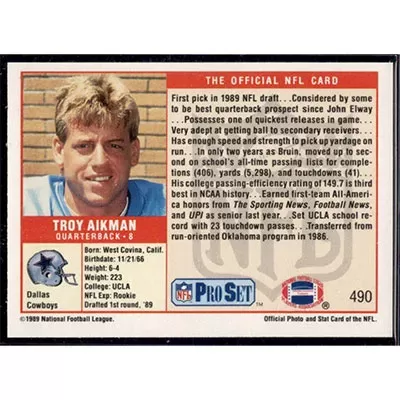 THE OFFICIAL NFL CARD
First pick in 1989 NFL draft...Considered by some
to be best quarterback prospect since John Elway
...Possesses one of quickest releases in game...
Very adept at getting ball to secondary receivers...
Has enough speed and strength to pick up yardage on
run...In only two years as Bruin, moved up to sec-
ond on school's all-time passing lists for comple-
tions (406), yards (5,298), and touchdowns (41)...
His college passing-efficiency rating of 149.7 is third
best in NCAA history...Earned first-team All-Ameri-
ca honors from The Sporting News, Football News,
and UPI as senior last year...Set UCLA school record
with 23 touchdown passes...Transferred from
run-oriented Oklahoma program in 1986.
TROY AIKMAN
QUARTERBACK • 8
Born: West Covina, Calif.
Birthdate: 11/21/66
Height: 6-4
Weight: 223
College: UCLA
NFL Exp: Rookie
Drafted 1st round, '89
Dallas
Cowboys
NFL
NFL PRO SET ™
®
490
©1989 National Football League.
Official Photo and Stat Card of the NFL.